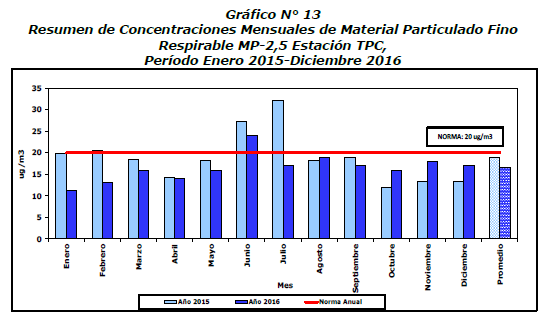 Gráfico N° 13
Resumen de Concentraciones Mensuales de Material Particulado Fino
Respirable MP-2,5 Estación TPC,
Período Enero 2015-Diciembre 2016
35
30
25
20
15
10
5
0
ug/m3
NORMA: 20 ug/m3
Enero
Febrero
Marzo
Abril
Mayo
Junio
Julio
Agosto
Septiembre
Octubre
Noviembre
Diciembre
Promedio
Mes
Año 2015 Año 2016 Norma Anual